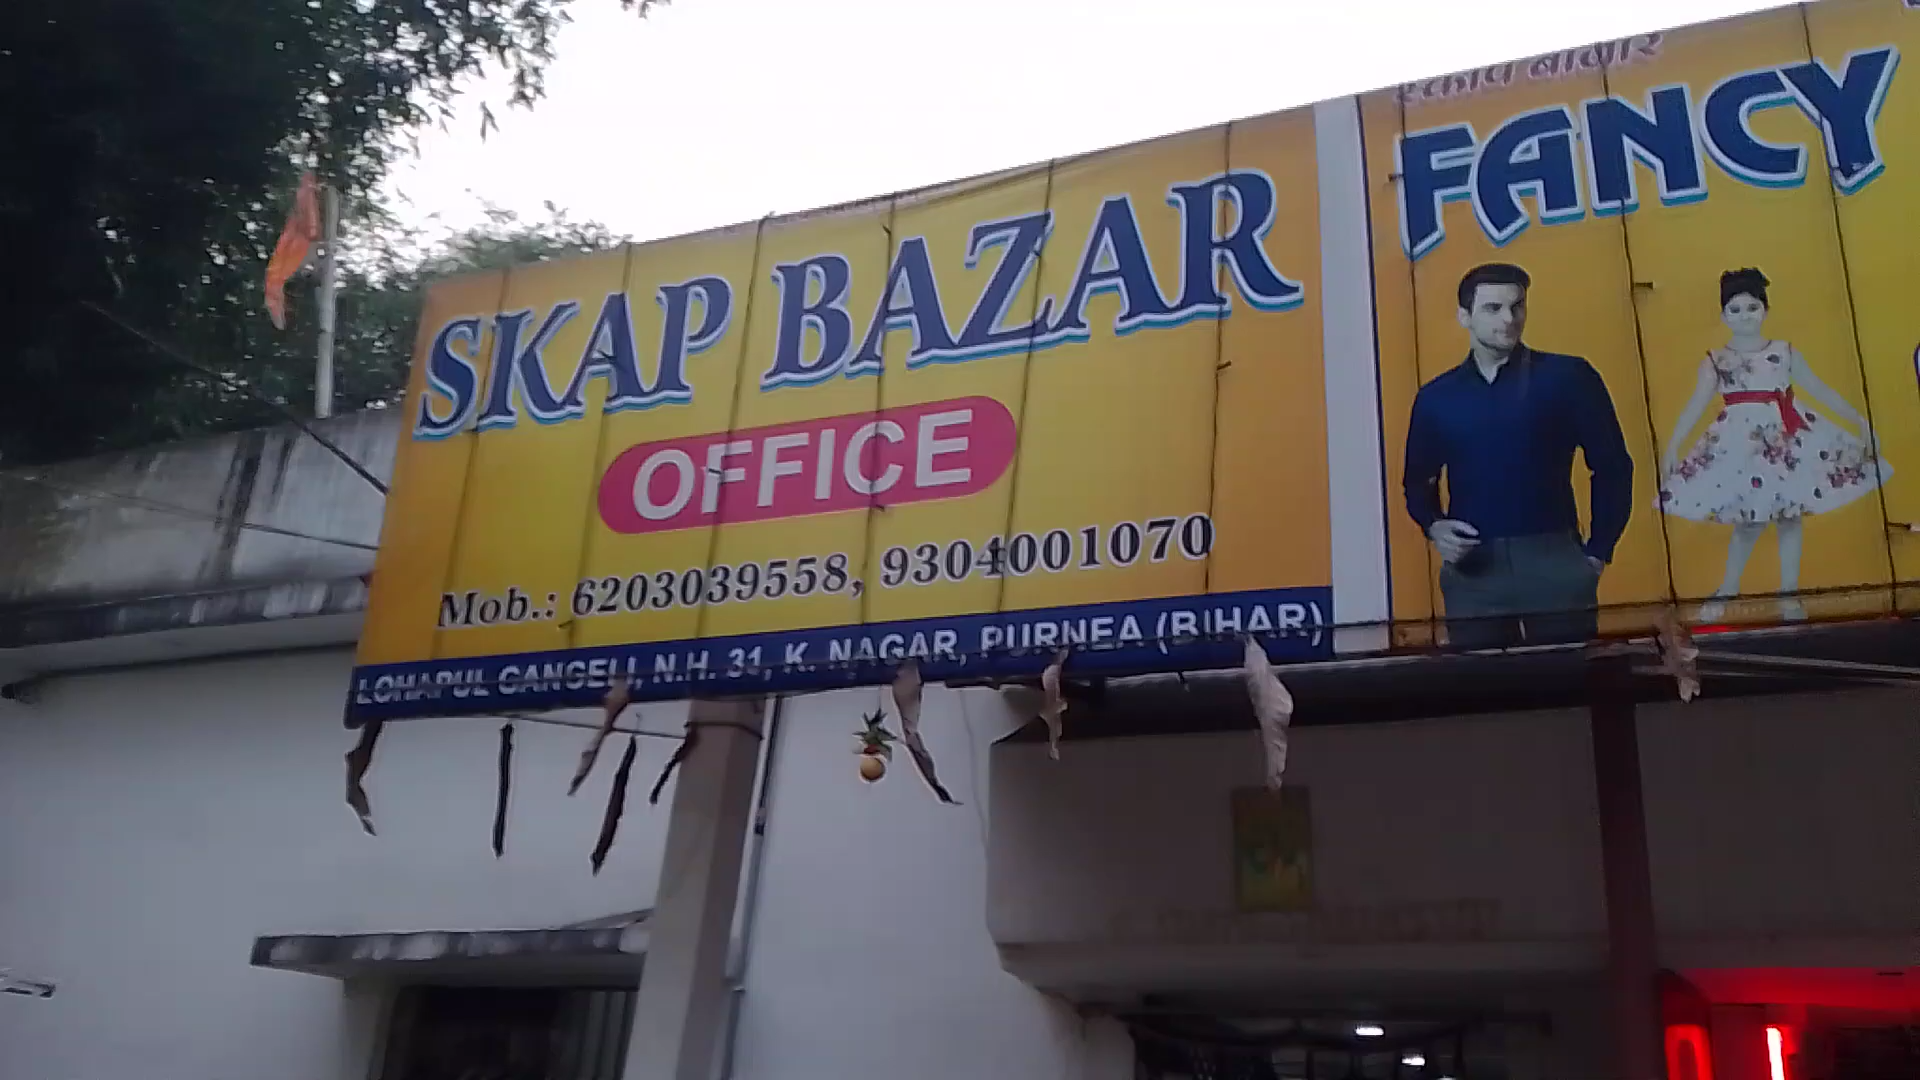 SKAP BAZAR
OFFICE
Mob.: 6203039558, 9304001070
LOHAPUL GANGELI, N.H. 31, K. NAGAR, PURNEA (BIHAR)
स्काप बाजार
FANCY